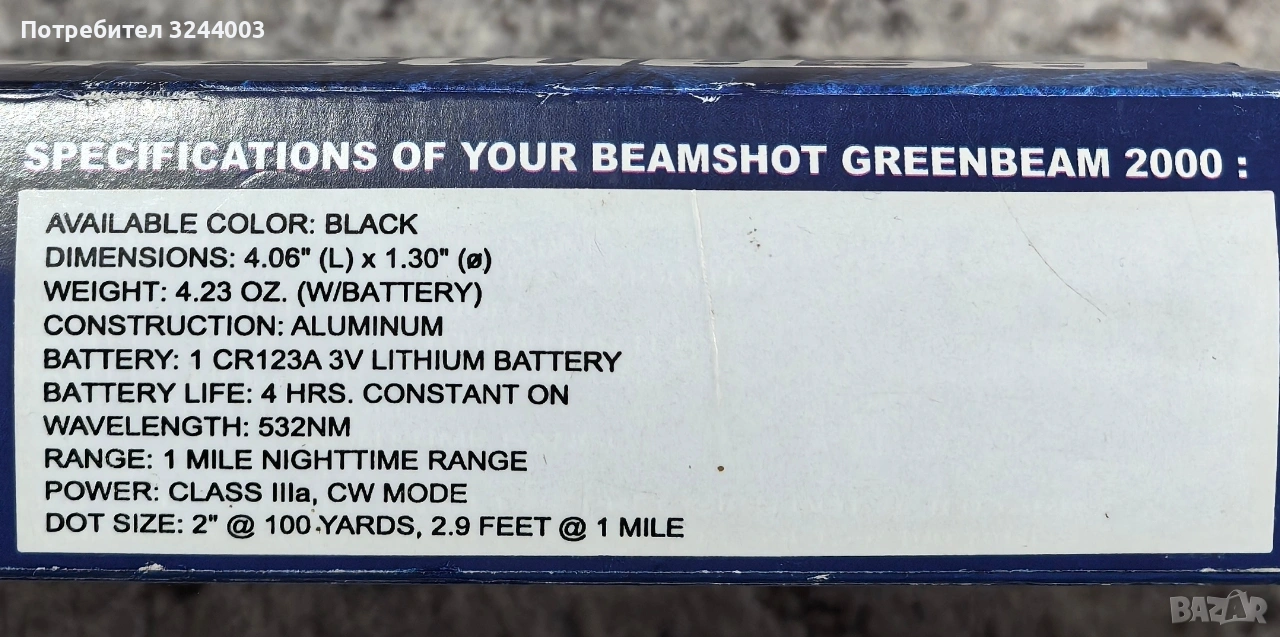 Потребител 3244003
SPECIFICATIONS OF YOUR BEAMSHOT GREENBEAM 2000 :
AVAILABLE COLOR: BLACK
DIMENSIONS: 4.06" (L) x 1.30" (ø)
WEIGHT: 4.23 OZ. (W/BATTERY)
CONSTRUCTION: ALUMINUM
BATTERY: 1 CR123A 3V LITHIUM BATTERY
BATTERY LIFE: 4 HRS. CONSTANT ON
WAVELENGTH: 532NM
RANGE: 1 MILE NIGHTTIME RANGE
POWER: CLASS IIIa, CW MODE
DOT SIZE: 2" @ 100 YARDS, 2.9 FEET @ 1 MILE
BAZAR